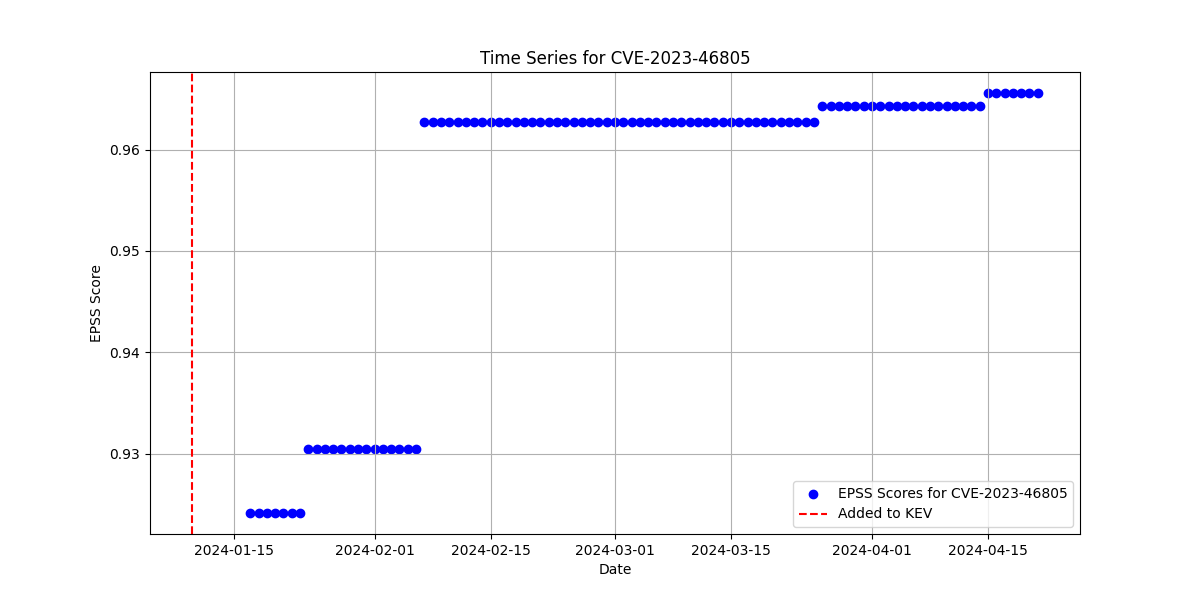 Time Series for CVE-2023-46805
0.96
0.95
0.94
0.93
EPSS Score
EPSS Scores for CVE-2023-46805
Added to KEV
2024-01-15
2024-02-01
2024-02-15
2024-03-01
2024-03-15
2024-04-01
2024-04-15
Date